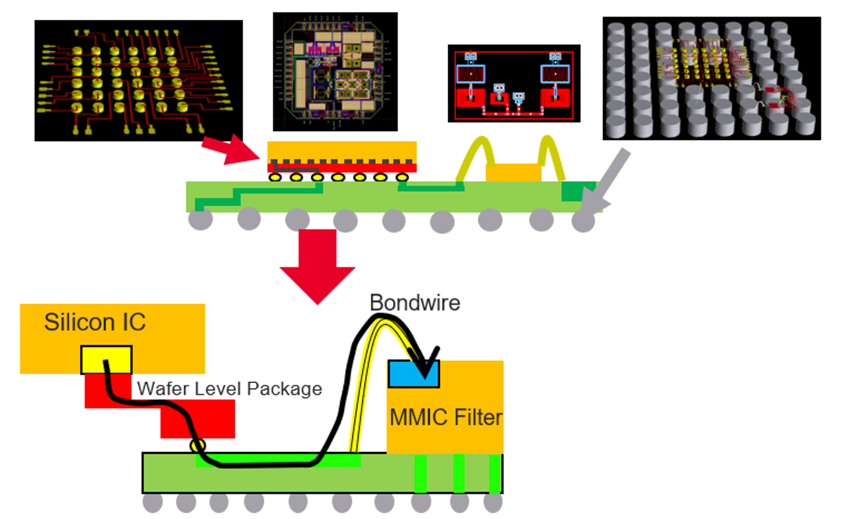 Bondwire
Silicon IC
Wafer Level Package
MMIC Filter